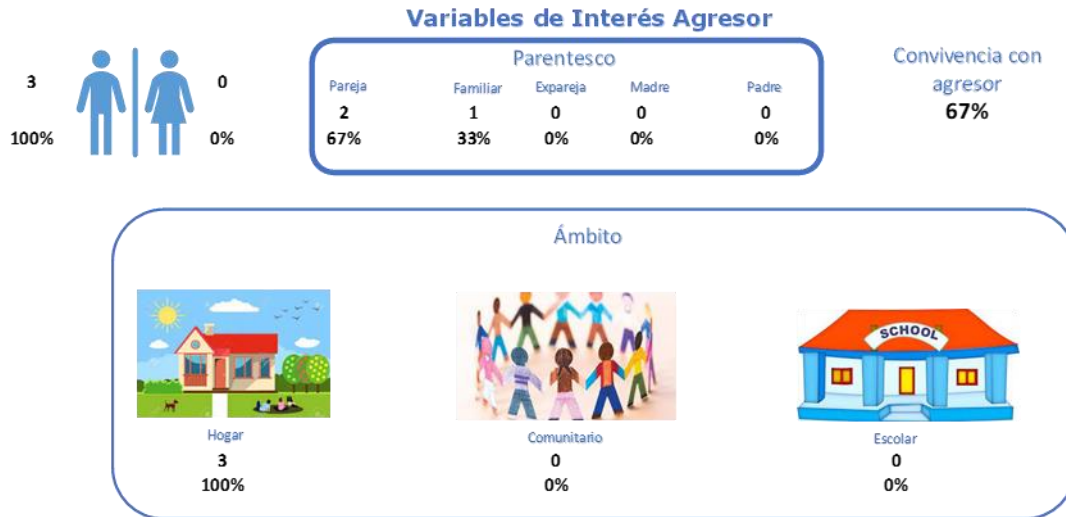 Variables de Interés Agresor
3
0
100%
0%
Parentesco
Pareja Familiar Expareja Madre Padre
2 1 0 0 0
67% 33% 0% 0% 0%
Convivencia con
agresor
67%
Ámbito
SCHOOL
Hogar Comunitario Escolar
3 0 0
100% 0% 0%